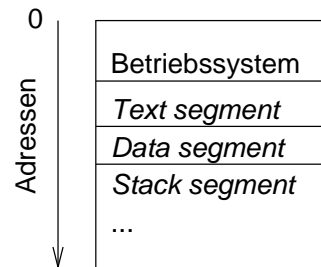 0
Adressen
Betriebssystem
Text segment
Data segment
Stack segment
...